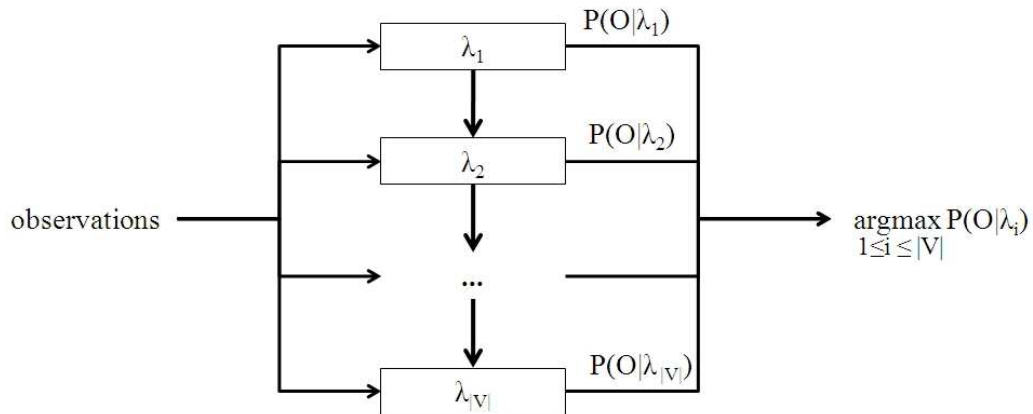 P(O|λ₁)
λ₁
P(O|λ₂)
λ₂
observations
argmax P(O|λᵢ)
1≤i ≤|V|
...
P(O|λ|V|)
λ|V|